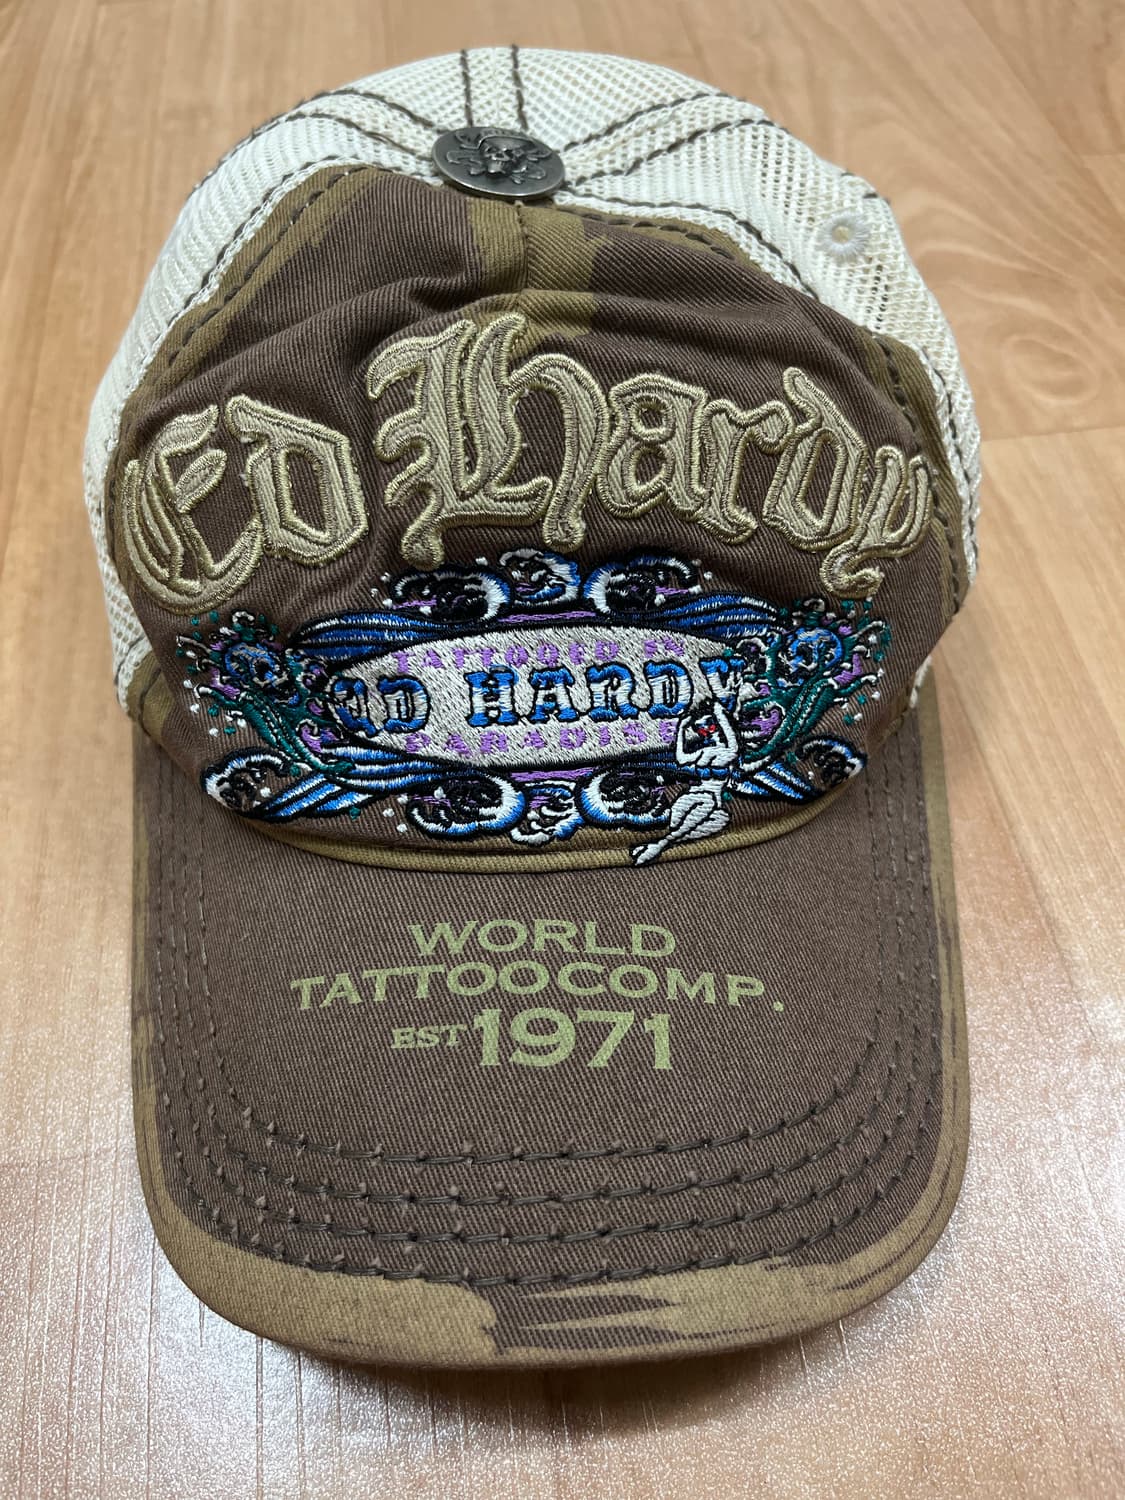 Ed Hardy
TATTOOED IN
ED HARDY
PARADISE
WORLD
TATTOOCOMP.
EST 1971